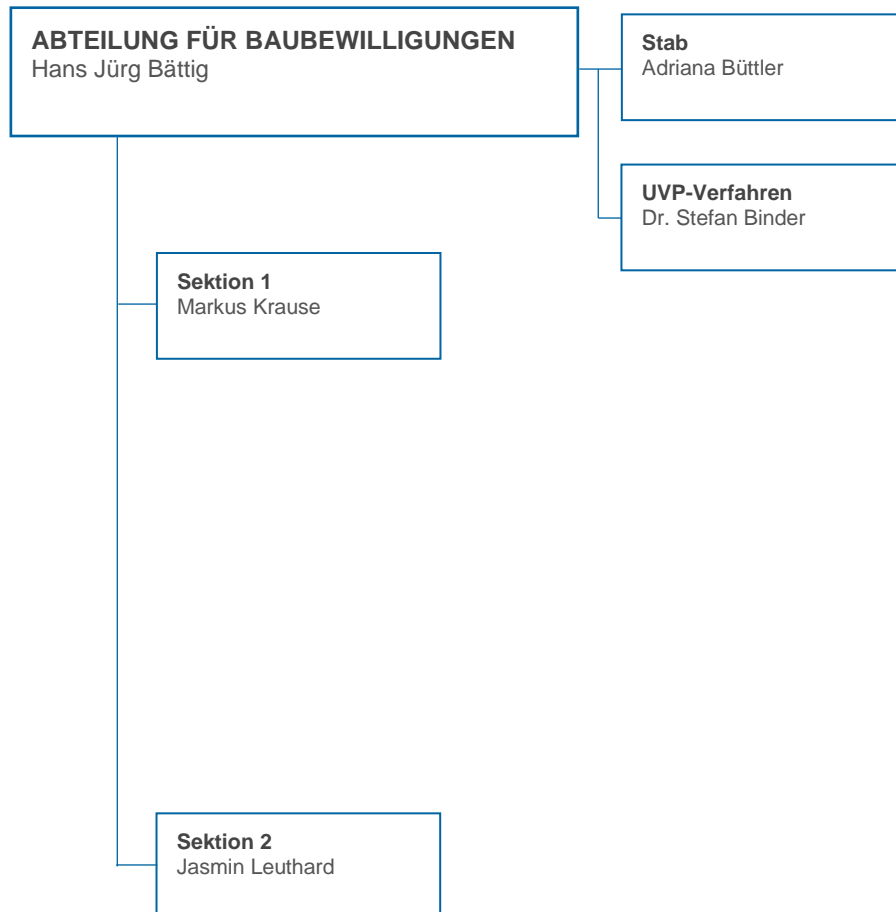 ABTEILUNG FÜR BAUBEWILLIGUNGEN
Hans Jürg Bättig
Stab
Adriana Büttler
UVP-Verfahren
Dr. Stefan Binder
Sektion 1
Markus Krause
Sektion 2
Jasmin Leuthard